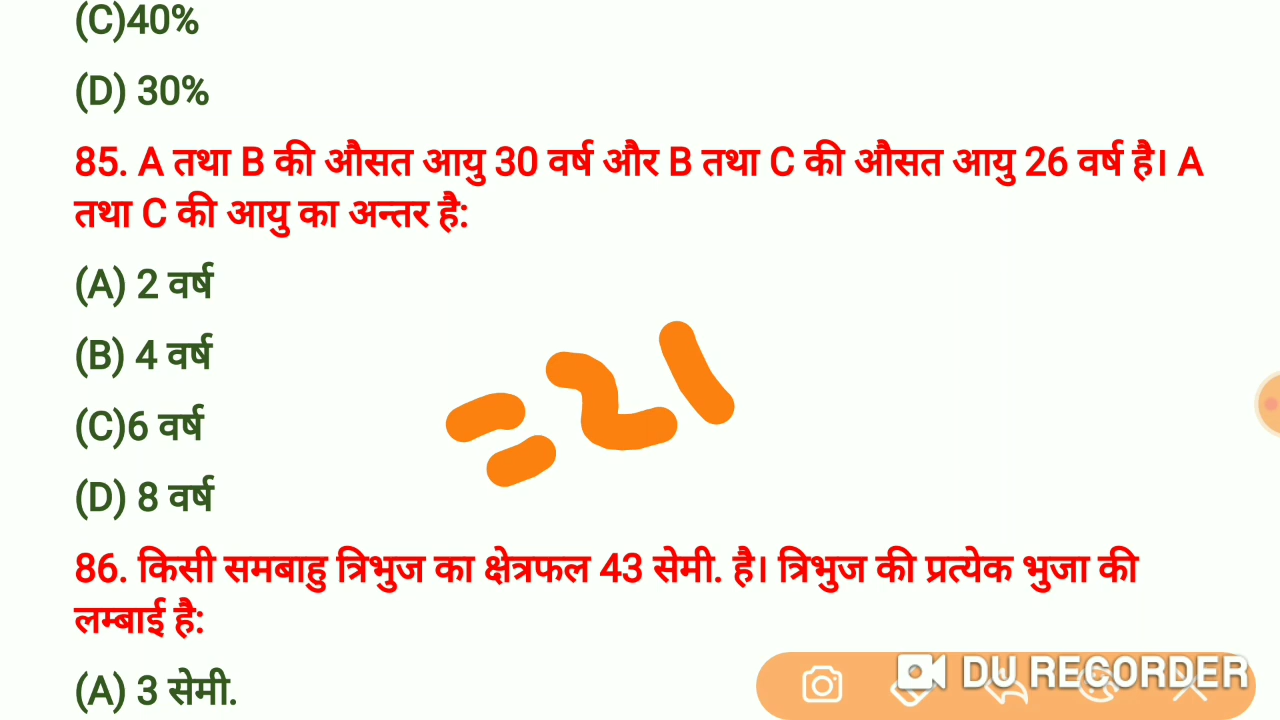 (C)40%
(D) 30%
85. A तथा B की औसत आयु 30 वर्ष और B तथा C की औसत आयु 26 वर्ष है। A
तथा C की आयु का अन्तर है:
(A) 2 वर्ष
(B) 4 वर्ष
=21
(C)6 वर्ष
(D) 8 वर्ष
86. किसी समबाहु त्रिभुज का क्षेत्रफल 43 सेमी. है। त्रिभुज की प्रत्येक भुजा की
लम्बाई है:
(A) 3 सेमी.
DU RECORDER